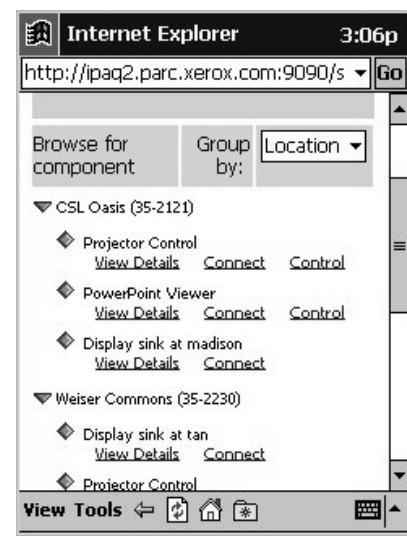 Internet Explorer 3:06p
http://ipaq2.parc.xerox.com:9090/s Go
Browse for component Group by: Location
CSL Oasis (35-2121)
Projector Control
View Details Connect Control
PowerPoint Viewer
View Details Connect Control
Display sink at madison
View Details Connect
Weiser Commons (35-2230)
Display sink at tan
View Details Connect
Projector Control
View Tools